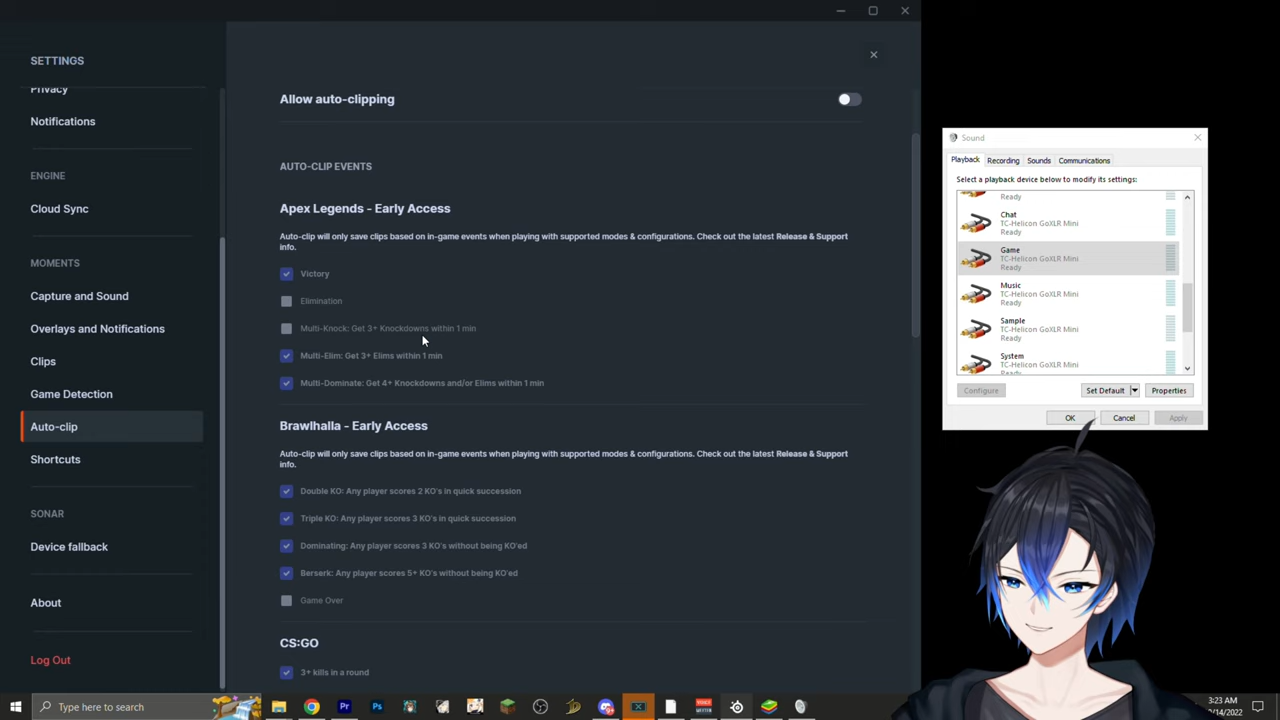 SETTINGS
Privacy
Notifications
ENGINE
Cloud Sync
MOMENTS
Capture and Sound
Overlays and Notifications
Clips
Game Detection
Auto-clip
Shortcuts
SONAR
Device fallback
About
Log Out
Allow auto-clipping
AUTO-CLIP EVENTS
Apex Legends - Early Access
Auto-clip will only save clips based on in-game events when playing with supported modes & configurations. Check out the latest Release & Support
info.
Victory
Elimination
Multi-Knock: Get 3+ Knockdowns within 1 min
Multi-Elim: Get 3+ Elims within 1 min
Multi-Dominate: Get 4+ Knockdowns and/or Elims within 1 min
Brawlhalla - Early Access
Auto-clip will only save clips based on in-game events when playing with supported modes & configurations. Check out the latest Release & Support
info.
Double KO: Any player scores 2 KO's in quick succession
Triple KO: Any player scores 3 KO's in quick succession
Dominating: Any player scores 3 KO's without being KO'ed
Berserk: Any player scores 5+ KO's without being KO'ed
Game Over
CS:GO
3+ kills in a round
Sound
Playback Recording Sounds Communications
Select a playback device below to modify its settings:
Ready
Chat
TC-Helicon GoXLR Mini
Ready
Game
TC-Helicon GoXLR Mini
Ready
Music
TC-Helicon GoXLR Mini
Ready
Sample
TC-Helicon GoXLR Mini
Ready
System
TC-Helicon GoXLR Mini
Ready
Configure Set Default Properties
OK Cancel Apply
Type here to search
Pr Ps
3:23 AM
/14/2022